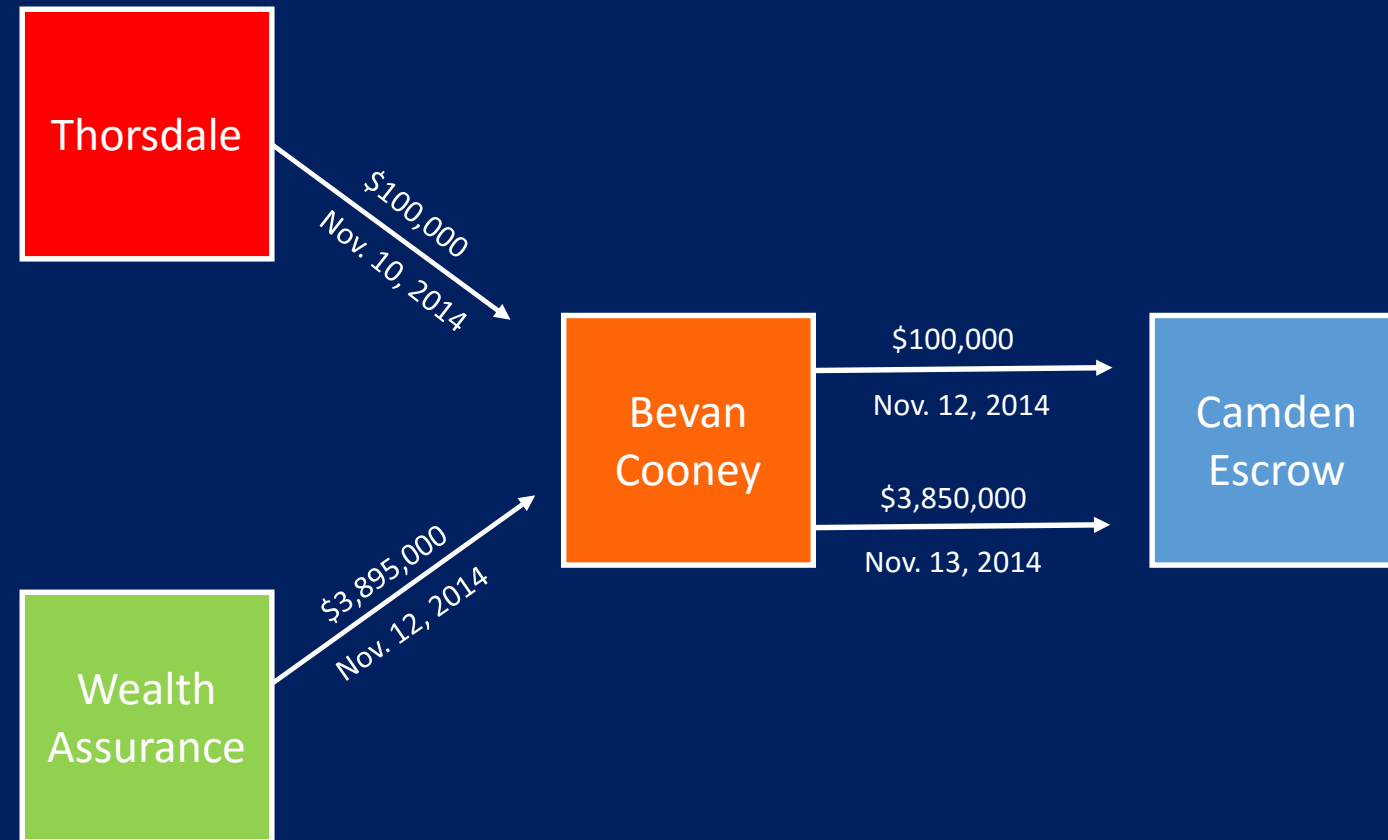 Thorsdale
$100,000
Nov. 10, 2014
Bevan
Cooney
$100,000
Nov. 12, 2014
$3,850,000
Nov. 13, 2014
Camden
Escrow
$3,895,000
Nov. 12, 2014
Wealth
Assurance